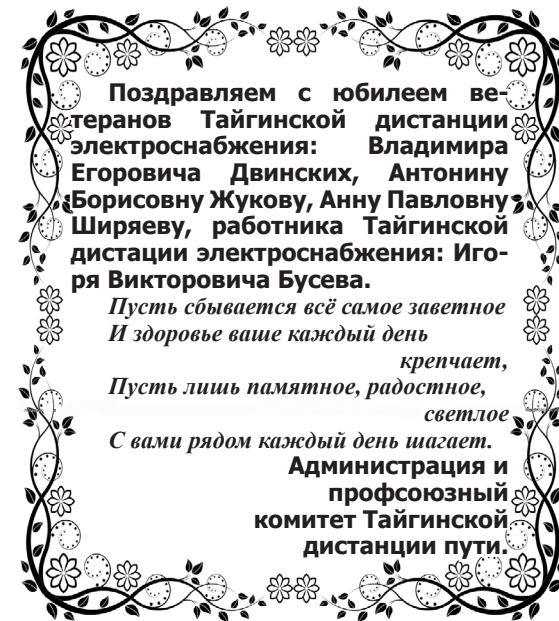 Поздравляем с юбилеем ве-
теранов Тайгинской дистанции
электроснабжения: Владимира
Егоровича Двинских, Антонину
Борисовну Жукову, Анну Павловну
Ширяеву, работника Тайгинской
дистации электроснабжения: Иго-
ря Викторовича Бусева.
Пусть сбывается всё самое заветное
И здоровье ваше каждый день
крепчает,
Пусть лишь памятное, радостное,
светлое
С вами рядом каждый день шагает.
Администрация и
профсоюзный
комитет Тайгинской
дистанции пути.